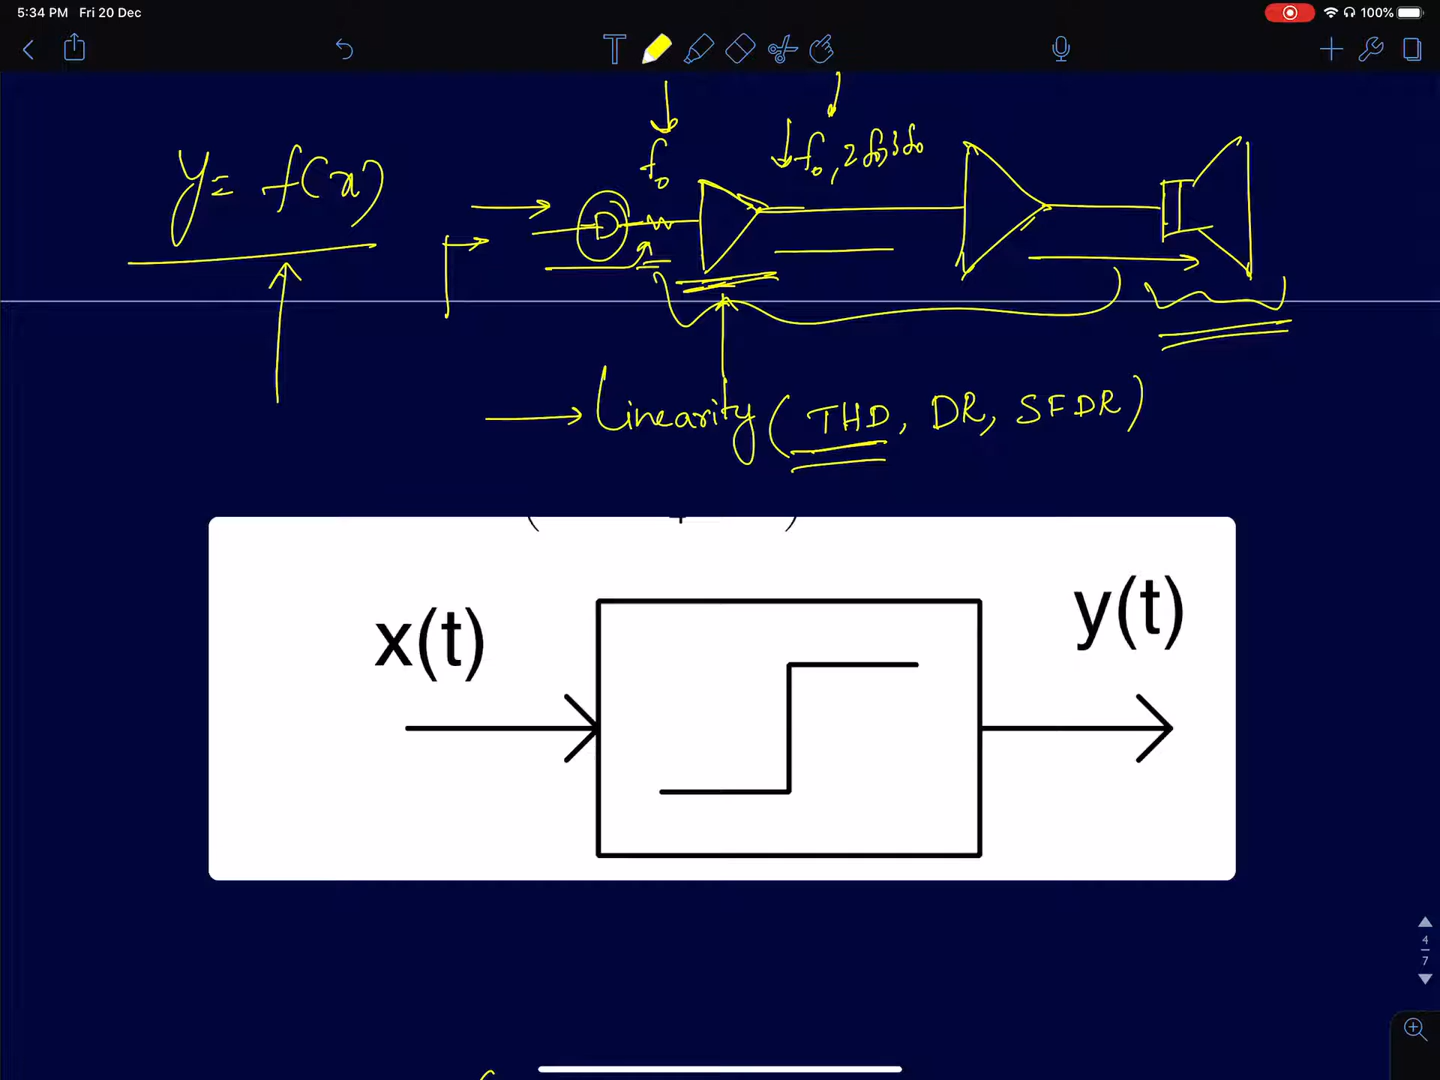 5:34 PM Fri 20 Dec 100%
T
y = f(x)
f₀
f₀, 2f₀, 3f₀
D
Linearity (THD, DR, SFDR)
x(t)
y(t)
4
7